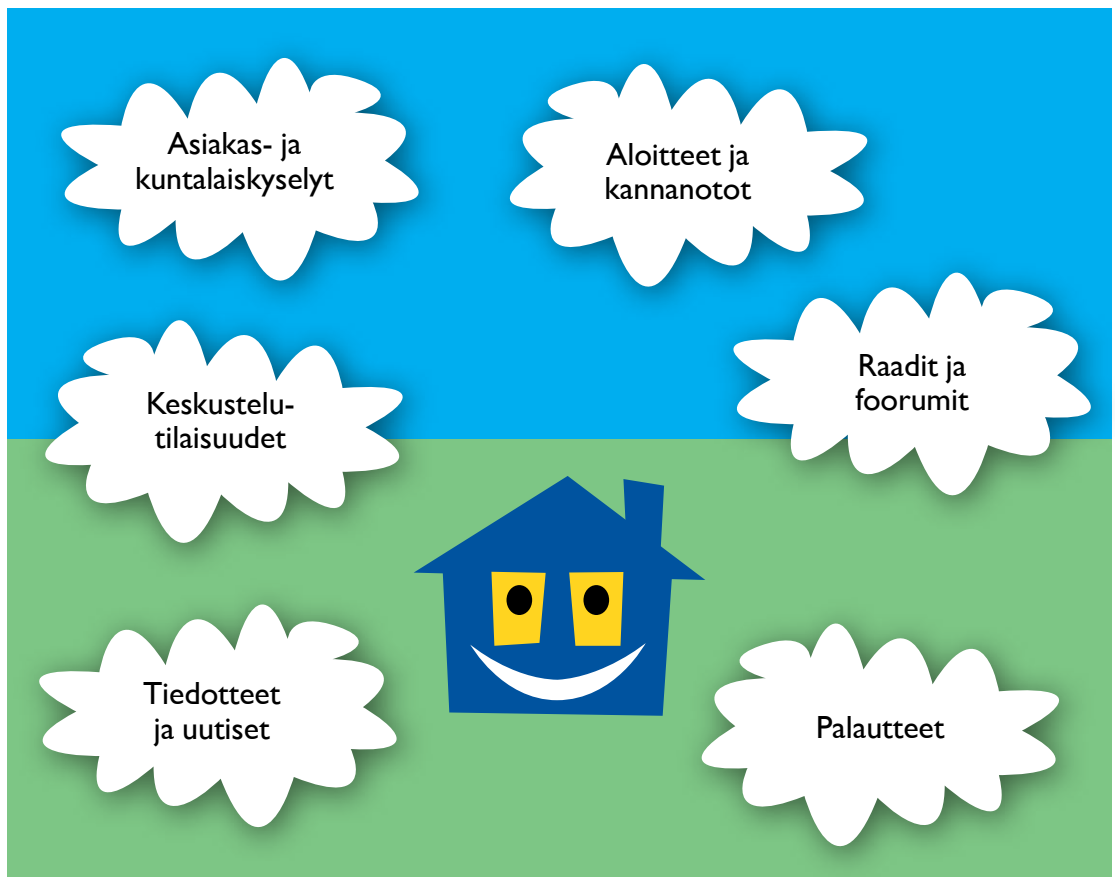 Asiakas- ja
kuntalaiskyselyt
Aloitteet ja
kannanotot
Raadit ja
foorumit
Keskustelu-
tilaisuudet
Tiedotteet
ja uutiset
Palautteet